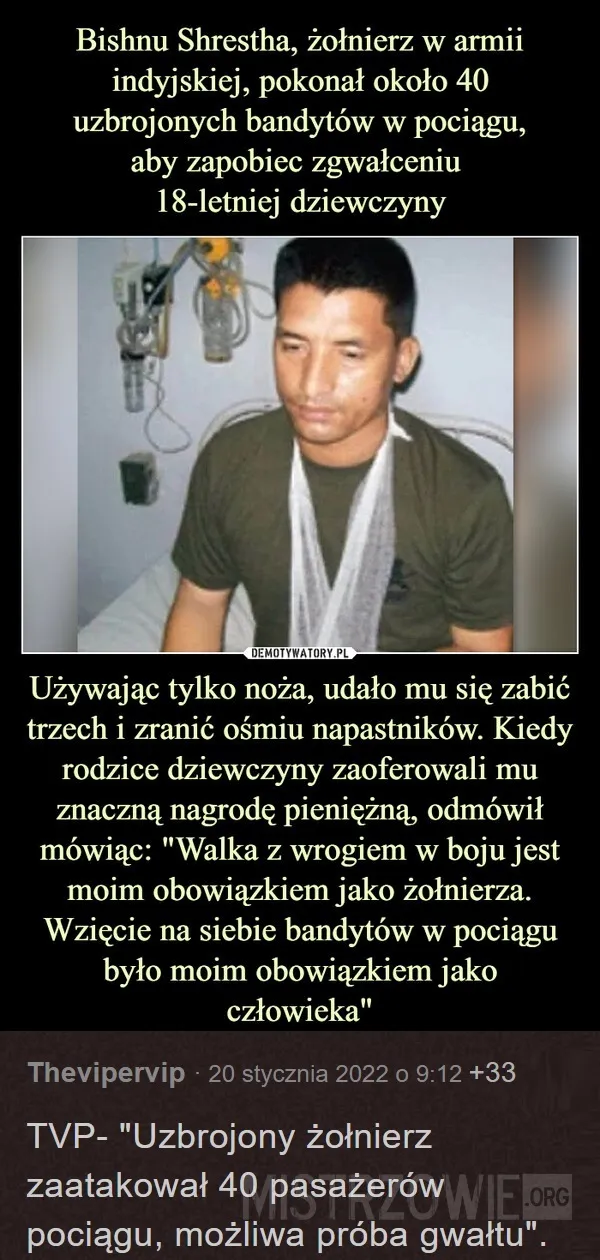 Bishnu Shrestha, żołnierz w armii
indyjskiej, pokonał około 40
uzbrojonych bandytów w pociągu,
aby zapobiec zgwałceniu
18-letniej dziewczyny
DEMOTYWATORY.PL
Używając tylko noża, udało mu się zabić
trzech i zranić ośmiu napastników. Kiedy
rodzice dziewczyny zaoferowali mu
znaczną nagrodę pieniężną, odmówił
mówiąc: "Walka z wrogiem w boju jest
moim obowiązkiem jako żołnierza.
Wzięcie na siebie bandytów w pociągu
było moim obowiązkiem jako
człowieka"
Thevipervip · 20 stycznia 2022 o 9:12 +33
TVP- "Uzbrojony żołnierz
zaatakował 40 pasażerów
pociągu, możliwa próba gwałtu".
MISTRZOWIE.ORG